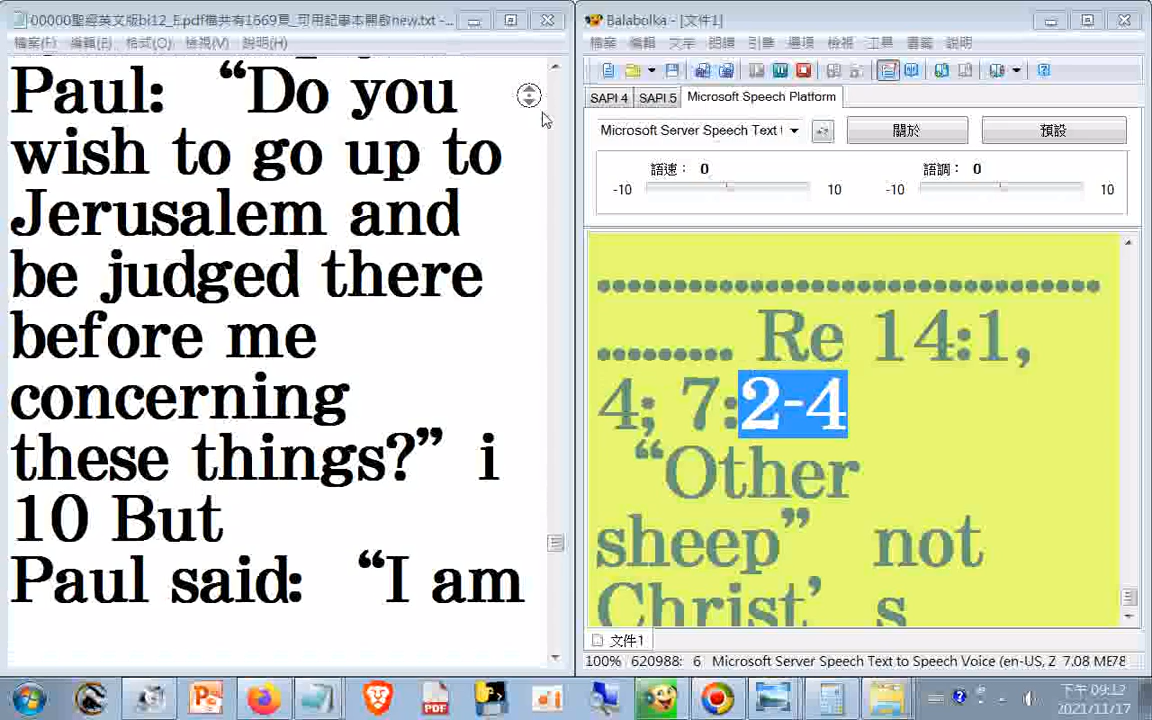 00000聖經英文版bi12_E.pdf檔共有1669頁_可用記事本開啟new.txt -...
檔案(F) 編輯(E) 格式(O) 檢視(V) 說明(H)
Paul: “Do you
wish to go up to
Jerusalem and
be judged there
before me
concerning
these things?” i
10 But
Paul said: “I am
Balabolka - [文件1]
檔案 編輯 文字 朗讀 引擎 選項 檢視 工具 書籤 說明
SAPI 4 SAPI 5 Microsoft Speech Platform
Microsoft Server Speech Text t
關於
預設
語速： 0
語調： 0
-10 10 -10 10
.................................
......... Re 14:1,
4; 7:2-4
“Other
sheep” not
Christ’ s
文件1
100% 620988: 6 Microsoft Server Speech Text to Speech Voice (en-US, Z 7.08 ME78
PDF
下午 09:12
2021/11/17